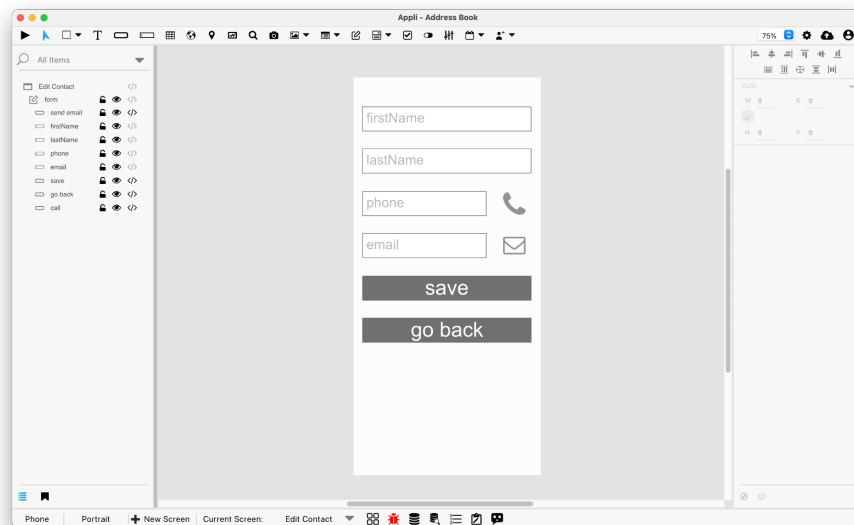 Appli - Address Book
75%
All Items
Edit Contact
form
send email
firstName
lastName
phone
email
save
go back
call
firstName
lastName
phone
email
save
go back
SIZE
W 0 X 0
H 0 Y 0
Phone Portrait New Screen Current Screen: Edit Contact